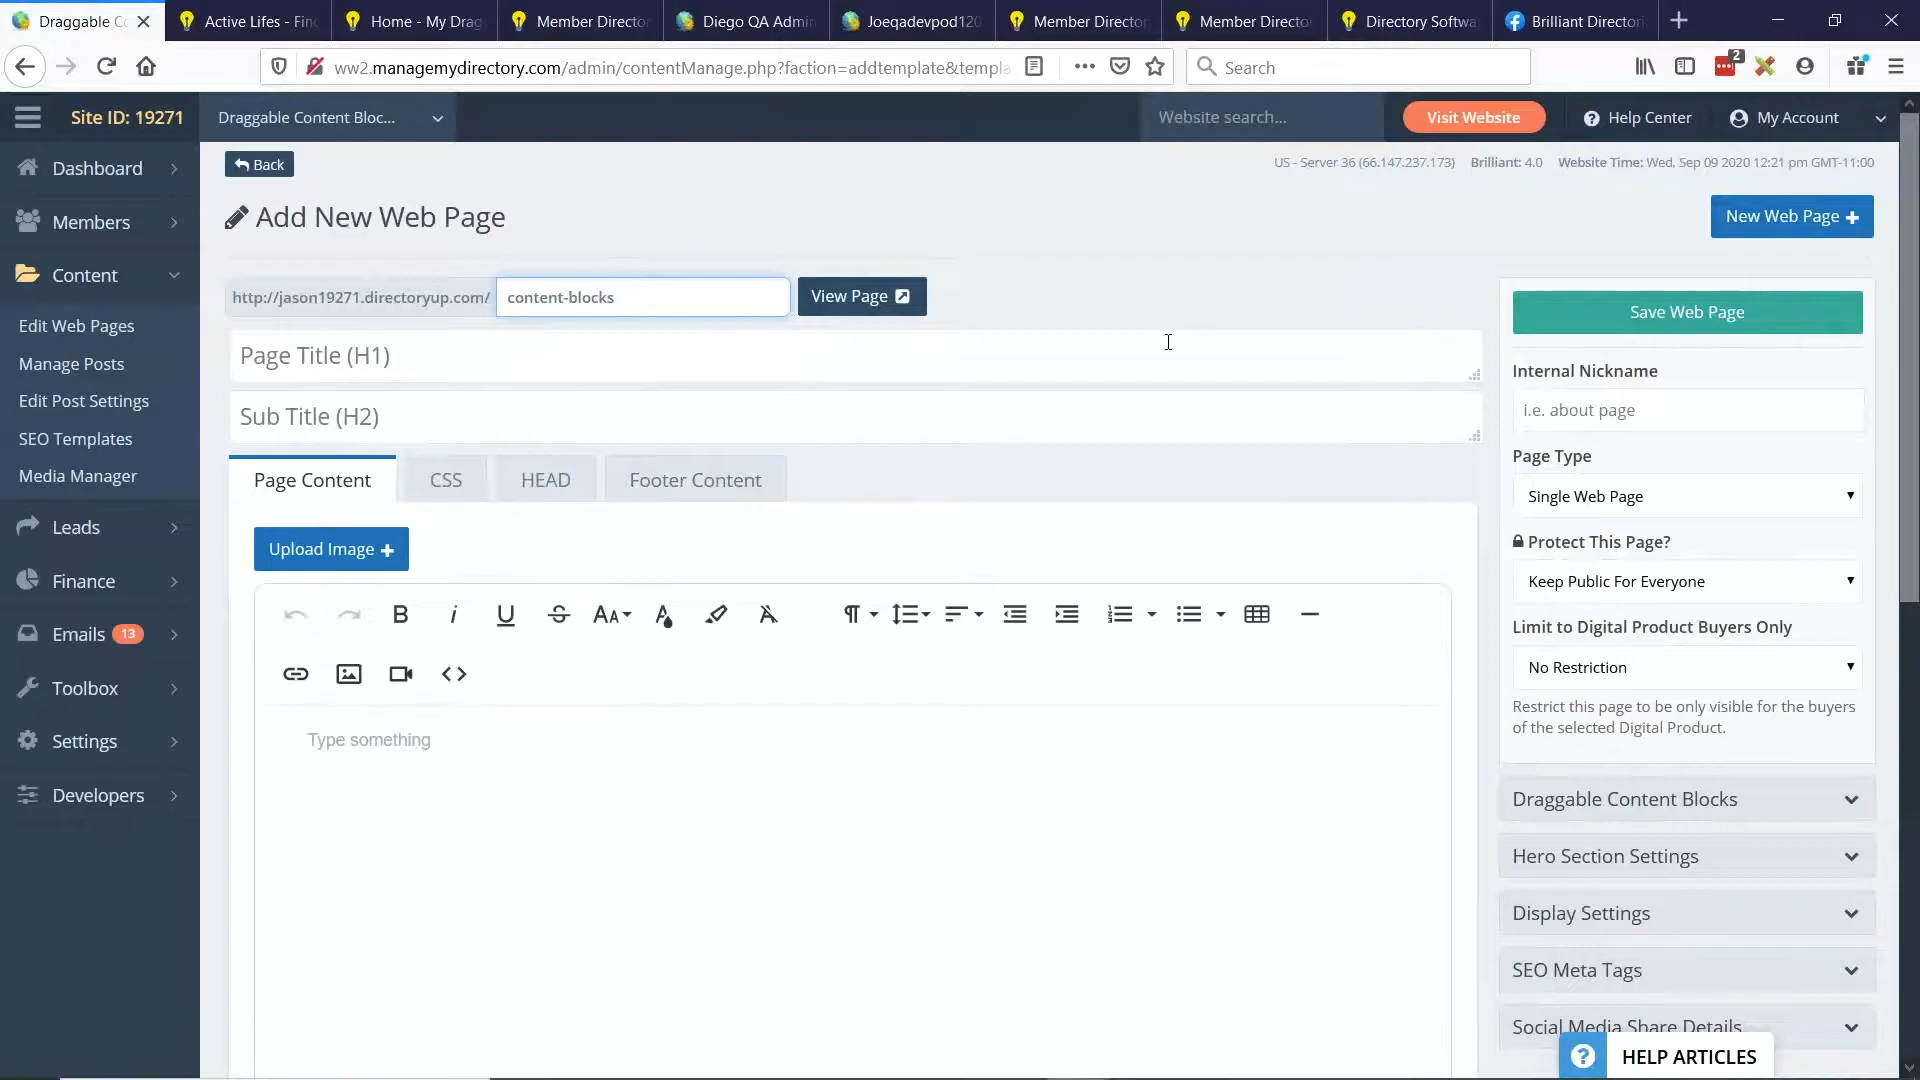 Draggable Co
Active Lifes - Fin
Home - My Drag
Member Director
Diego QA Admin
Joeqadevpod120
Member Director
Member Director
Directory Softwa
Brilliant Directori
ww2.managemydirectory.com/admin/contentManage.php?faction=addtemplate&templa
Search
2
Site ID: 19271
Draggable Content Bloc...
Website search...
Visit Website
Help Center
My Account
Back
US - Server 36 (66.147.237.173) Brilliant: 4.0 Website Time: Wed, Sep 09 2020 12:21 pm GMT-11:00
Dashboard
Members
Content
Edit Web Pages
Manage Posts
Edit Post Settings
SEO Templates
Media Manager
Leads
Finance
Emails 13
Toolbox
Settings
Developers
Add New Web Page
New Web Page +
http://jason19271.directoryup.com/
content-blocks
View Page
Page Title (H1)
Sub Title (H2)
Page Content
CSS
HEAD
Footer Content
Upload Image +
Type something
Save Web Page
Internal Nickname
i.e. about page
Page Type
Single Web Page
Protect This Page?
Keep Public For Everyone
Limit to Digital Product Buyers Only
No Restriction
Restrict this page to be only visible for the buyers
of the selected Digital Product.
Draggable Content Blocks
Hero Section Settings
Display Settings
SEO Meta Tags
Social Media Share Details
? HELP ARTICLES